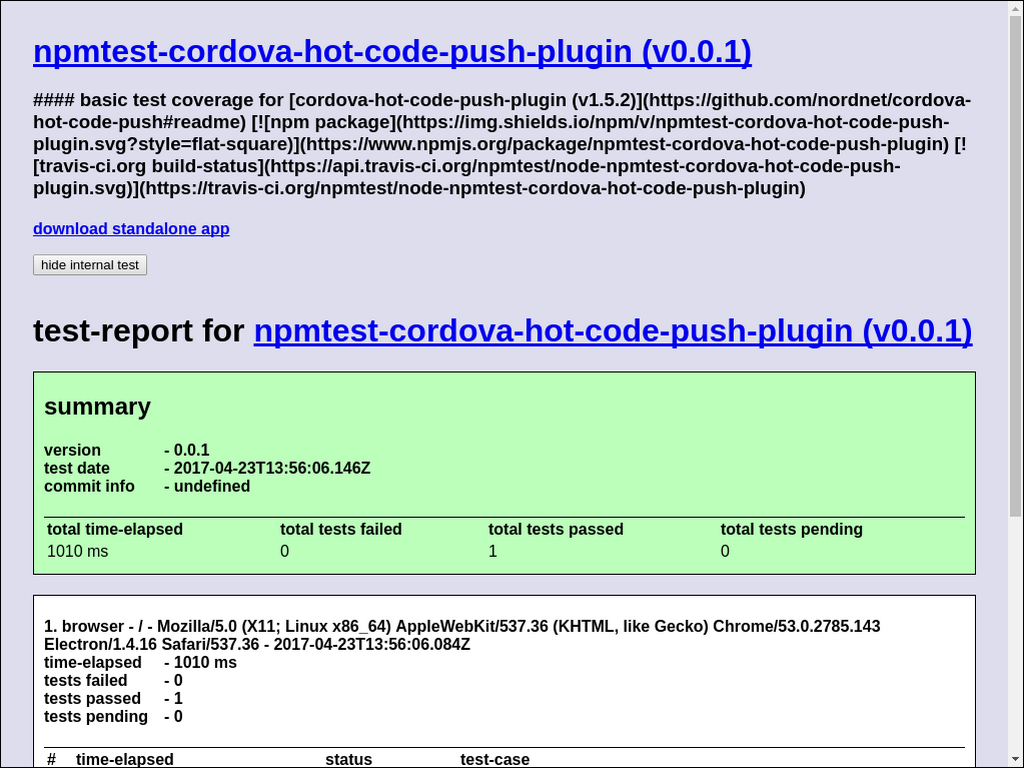 npmtest-cordova-hot-code-push-plugin (v0.0.1)
#### basic test coverage for [cordova-hot-code-push-plugin (v1.5.2)](https://github.com/nordnet/cordova-
hot-code-push#readme) [![npm package](https://img.shields.io/npm/v/npmtest-cordova-hot-code-push-
plugin.svg?style=flat-square)](https://www.npmjs.org/package/npmtest-cordova-hot-code-push-plugin) [!
[travis-ci.org build-status](https://api.travis-ci.org/npmtest/node-npmtest-cordova-hot-code-push-
plugin.svg)](https://travis-ci.org/npmtest/node-npmtest-cordova-hot-code-push-plugin)
download standalone app
hide internal test
test-report for npmtest-cordova-hot-code-push-plugin (v0.0.1)
summary
version - 0.0.1
test date - 2017-04-23T13:56:06.146Z
commit info - undefined
total time-elapsed total tests failed total tests passed total tests pending
1010 ms 0 1 0
1. browser - / - Mozilla/5.0 (X11; Linux x86_64) AppleWebKit/537.36 (KHTML, like Gecko) Chrome/53.0.2785.143
Electron/1.4.16 Safari/537.36 - 2017-04-23T13:56:06.084Z
time-elapsed - 1010 ms
tests failed - 0
tests passed - 1
tests pending - 0
# time-elapsed status test-case